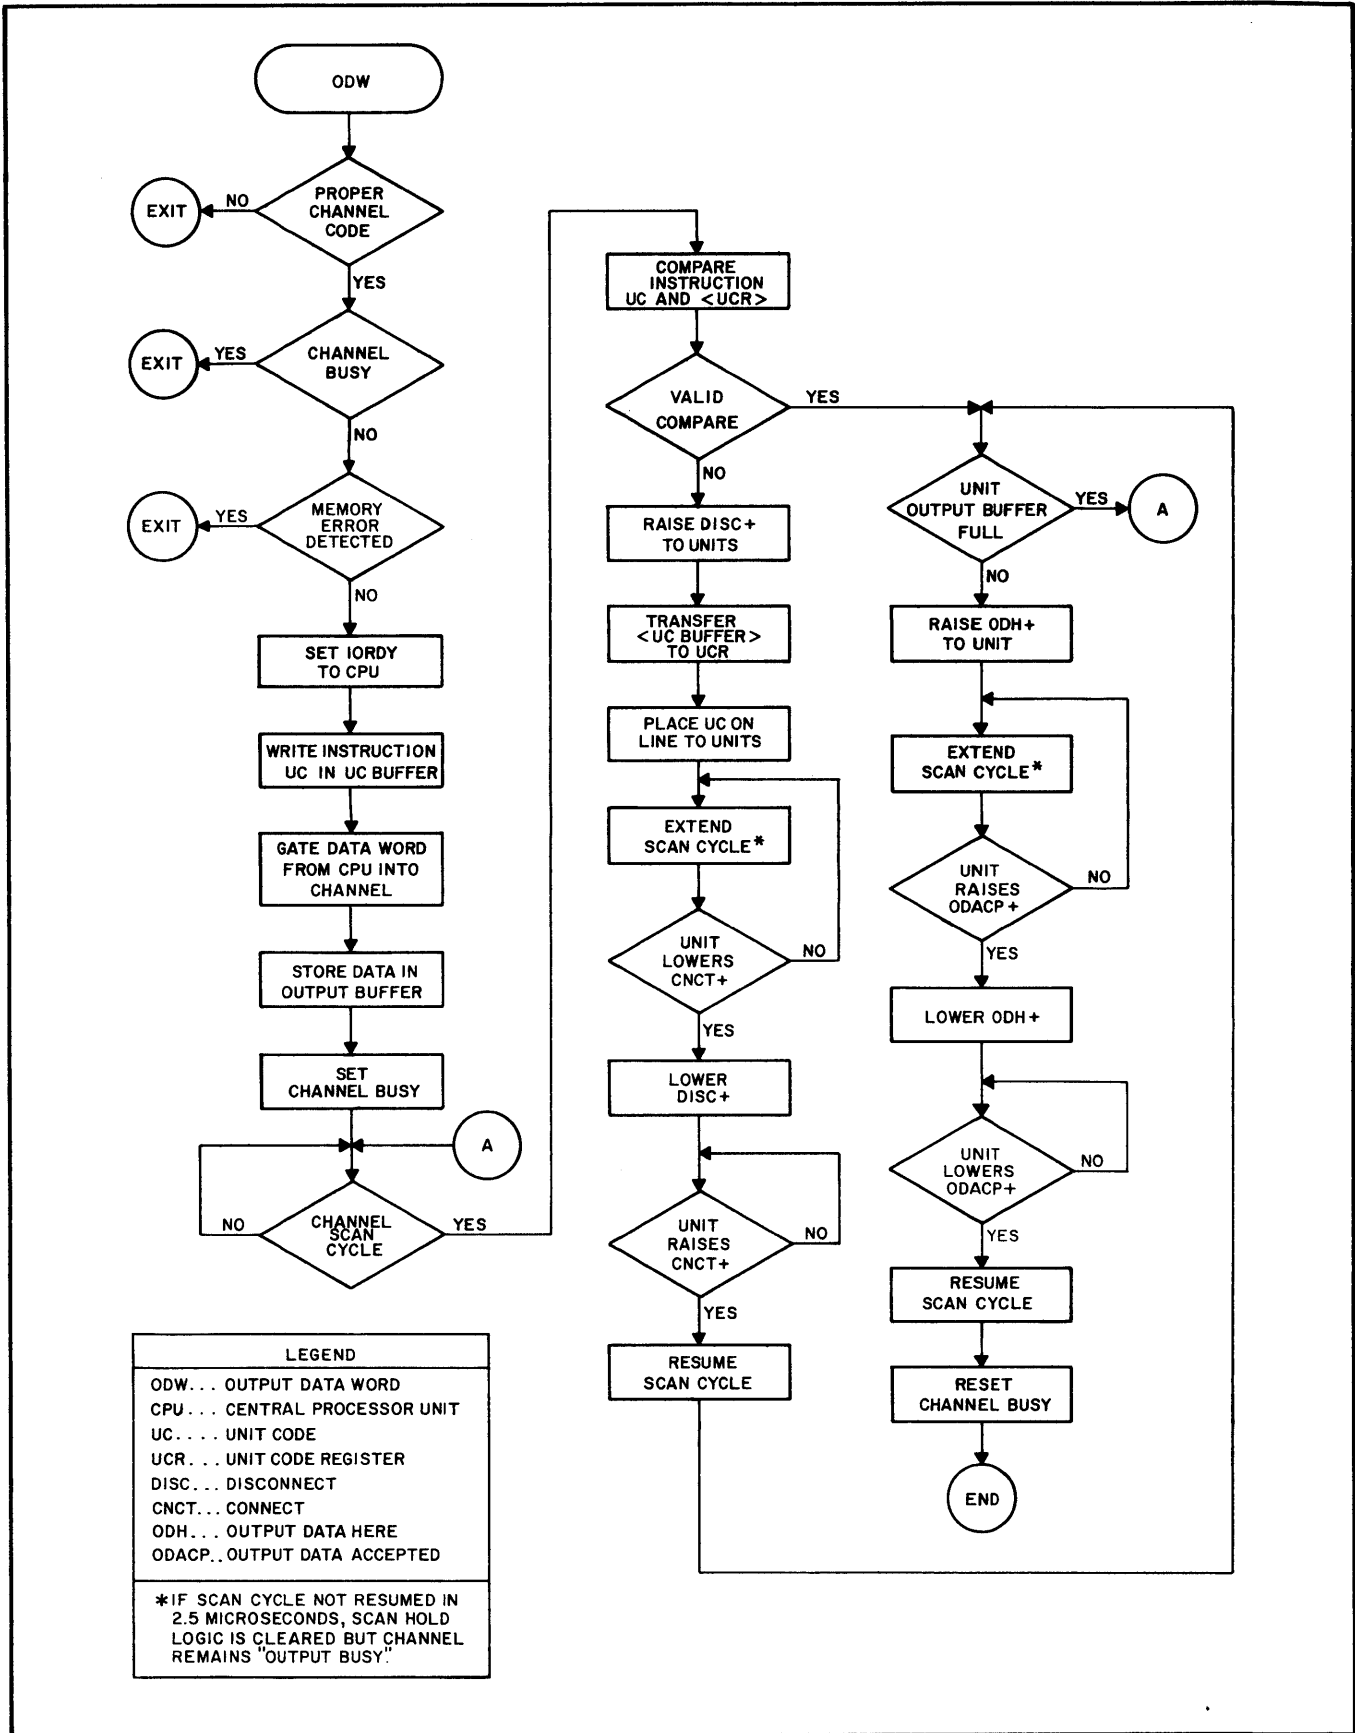 ODW
PROPER
CHANNEL
CODE
NO
EXIT
YES
CHANNEL
BUSY
YES
EXIT
NO
MEMORY
ERROR
DETECTED
YES
EXIT
NO
SET IORDY
TO CPU
WRITE INSTRUCTION
UC IN UC BUFFER
GATE DATA WORD
FROM CPU INTO
CHANNEL
STORE DATA IN
OUTPUT BUFFER
SET
CHANNEL BUSY
A
CHANNEL
SCAN
CYCLE
NO
YES
COMPARE
INSTRUCTION
UC AND <UCR>
VALID
COMPARE
YES
NO
RAISE DISC+
TO UNITS
TRANSFER
<UC BUFFER>
TO UCR
PLACE UC ON
LINE TO UNITS
EXTEND
SCAN CYCLE*
UNIT
LOWERS
CNCT+
NO
YES
LOWER
DISC+
UNIT
RAISES
CNCT+
NO
YES
RESUME
SCAN CYCLE
UNIT
OUTPUT BUFFER
FULL
YES
A
NO
RAISE ODH+
TO UNIT
EXTEND
SCAN CYCLE*
UNIT
RAISES
ODACP+
NO
YES
LOWER ODH+
UNIT
LOWERS
ODACP+
NO
YES
RESUME
SCAN CYCLE
RESET
CHANNEL BUSY
END
LEGEND
ODW... OUTPUT DATA WORD
CPU... CENTRAL PROCESSOR UNIT
UC.... UNIT CODE
UCR... UNIT CODE REGISTER
DISC... DISCONNECT
CNCT... CONNECT
ODH... OUTPUT DATA HERE
ODACP.. OUTPUT DATA ACCEPTED
*IF SCAN CYCLE NOT RESUMED IN
2.5 MICROSECONDS, SCAN HOLD
LOGIC IS CLEARED BUT CHANNEL
REMAINS "OUTPUT BUSY."